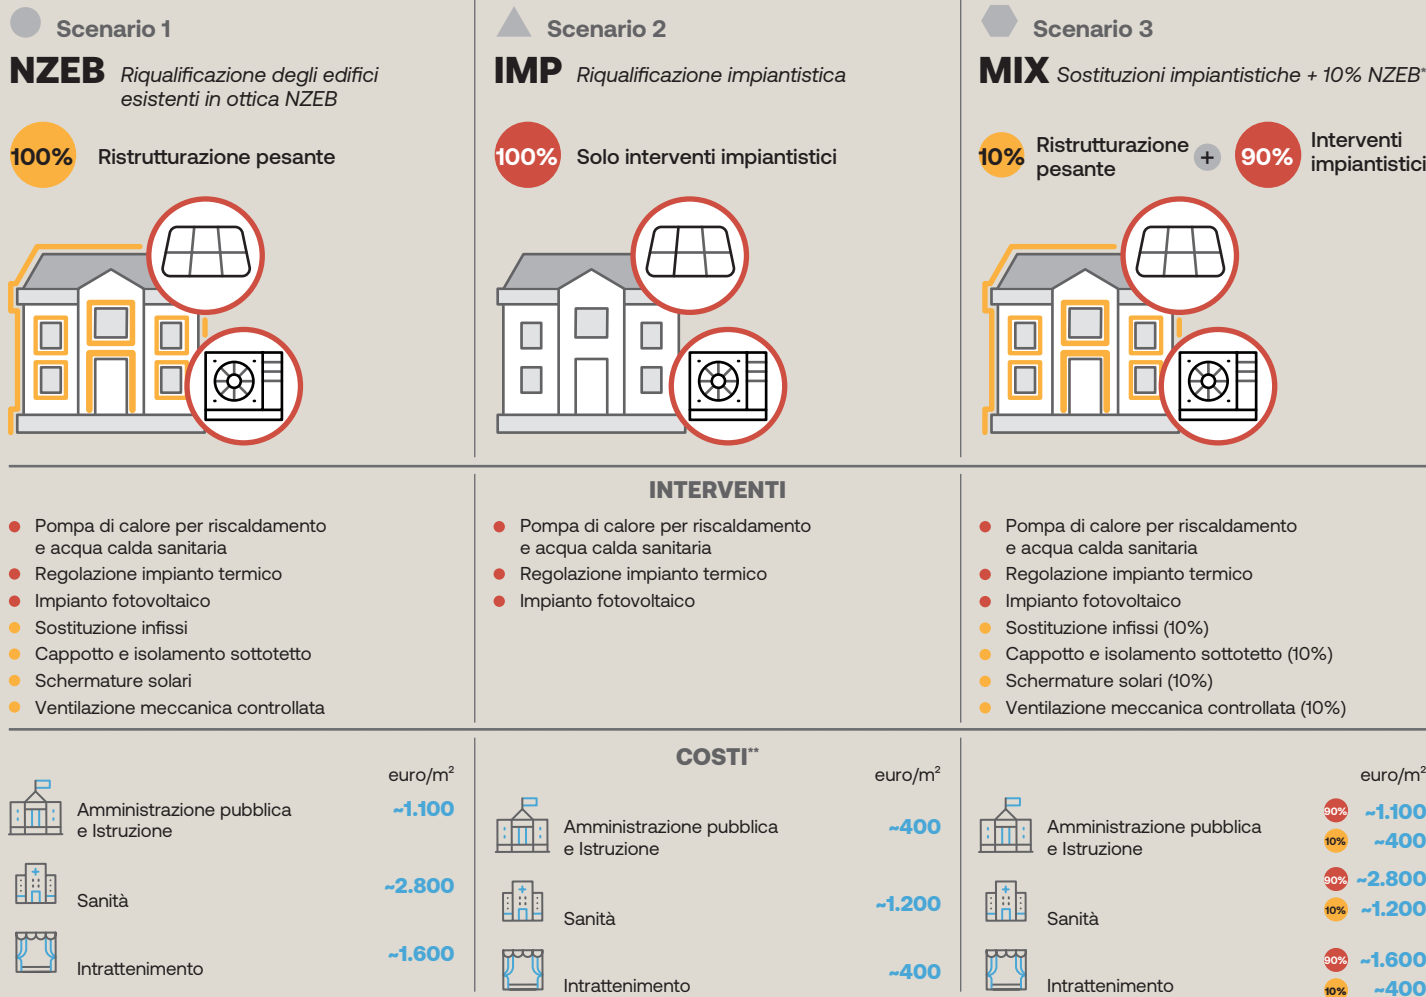 Scenario 1
NZEB Riqualificazione degli edifici
esistenti in ottica NZEB
100% Ristrutturazione pesante
Scenario 2
IMP Riqualificazione impiantistica
100% Solo interventi impiantistici
Scenario 3
MIX Sostituzioni impiantistiche + 10% NZEB*
10% Ristrutturazione
pesante
+
90% Interventi
impiantistici
INTERVENTI
Pompa di calore per riscaldamento
e acqua calda sanitaria
Regolazione impianto termico
Impianto fotovoltaico
Sostituzione infissi
Cappotto e isolamento sottotetto
Schermature solari
Ventilazione meccanica controllata
Pompa di calore per riscaldamento
e acqua calda sanitaria
Regolazione impianto termico
Impianto fotovoltaico
Pompa di calore per riscaldamento
e acqua calda sanitaria
Regolazione impianto termico
Impianto fotovoltaico
Sostituzione infissi (10%)
Cappotto e isolamento sottotetto (10%)
Schermature solari (10%)
Ventilazione meccanica controllata (10%)
COSTI**
euro/m²
Amministrazione pubblica
e Istruzione
~1.100
Sanità
~2.800
Intrattenimento
~1.600
euro/m²
Amministrazione pubblica
e Istruzione
~400
Sanità
~1.200
Intrattenimento
~400
euro/m²
Amministrazione pubblica
e Istruzione
90% ~1.100
10% ~400
Sanità
90% ~2.800
10% ~1.200
Intrattenimento
90% ~1.600
10% ~400